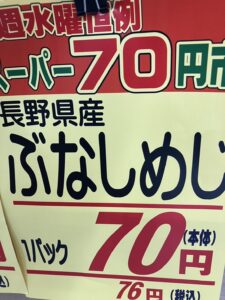 週水曜恒例
スーパー70円市
長野県産
ぶなしめじ
1パック 70円(本体)
76円(税込)